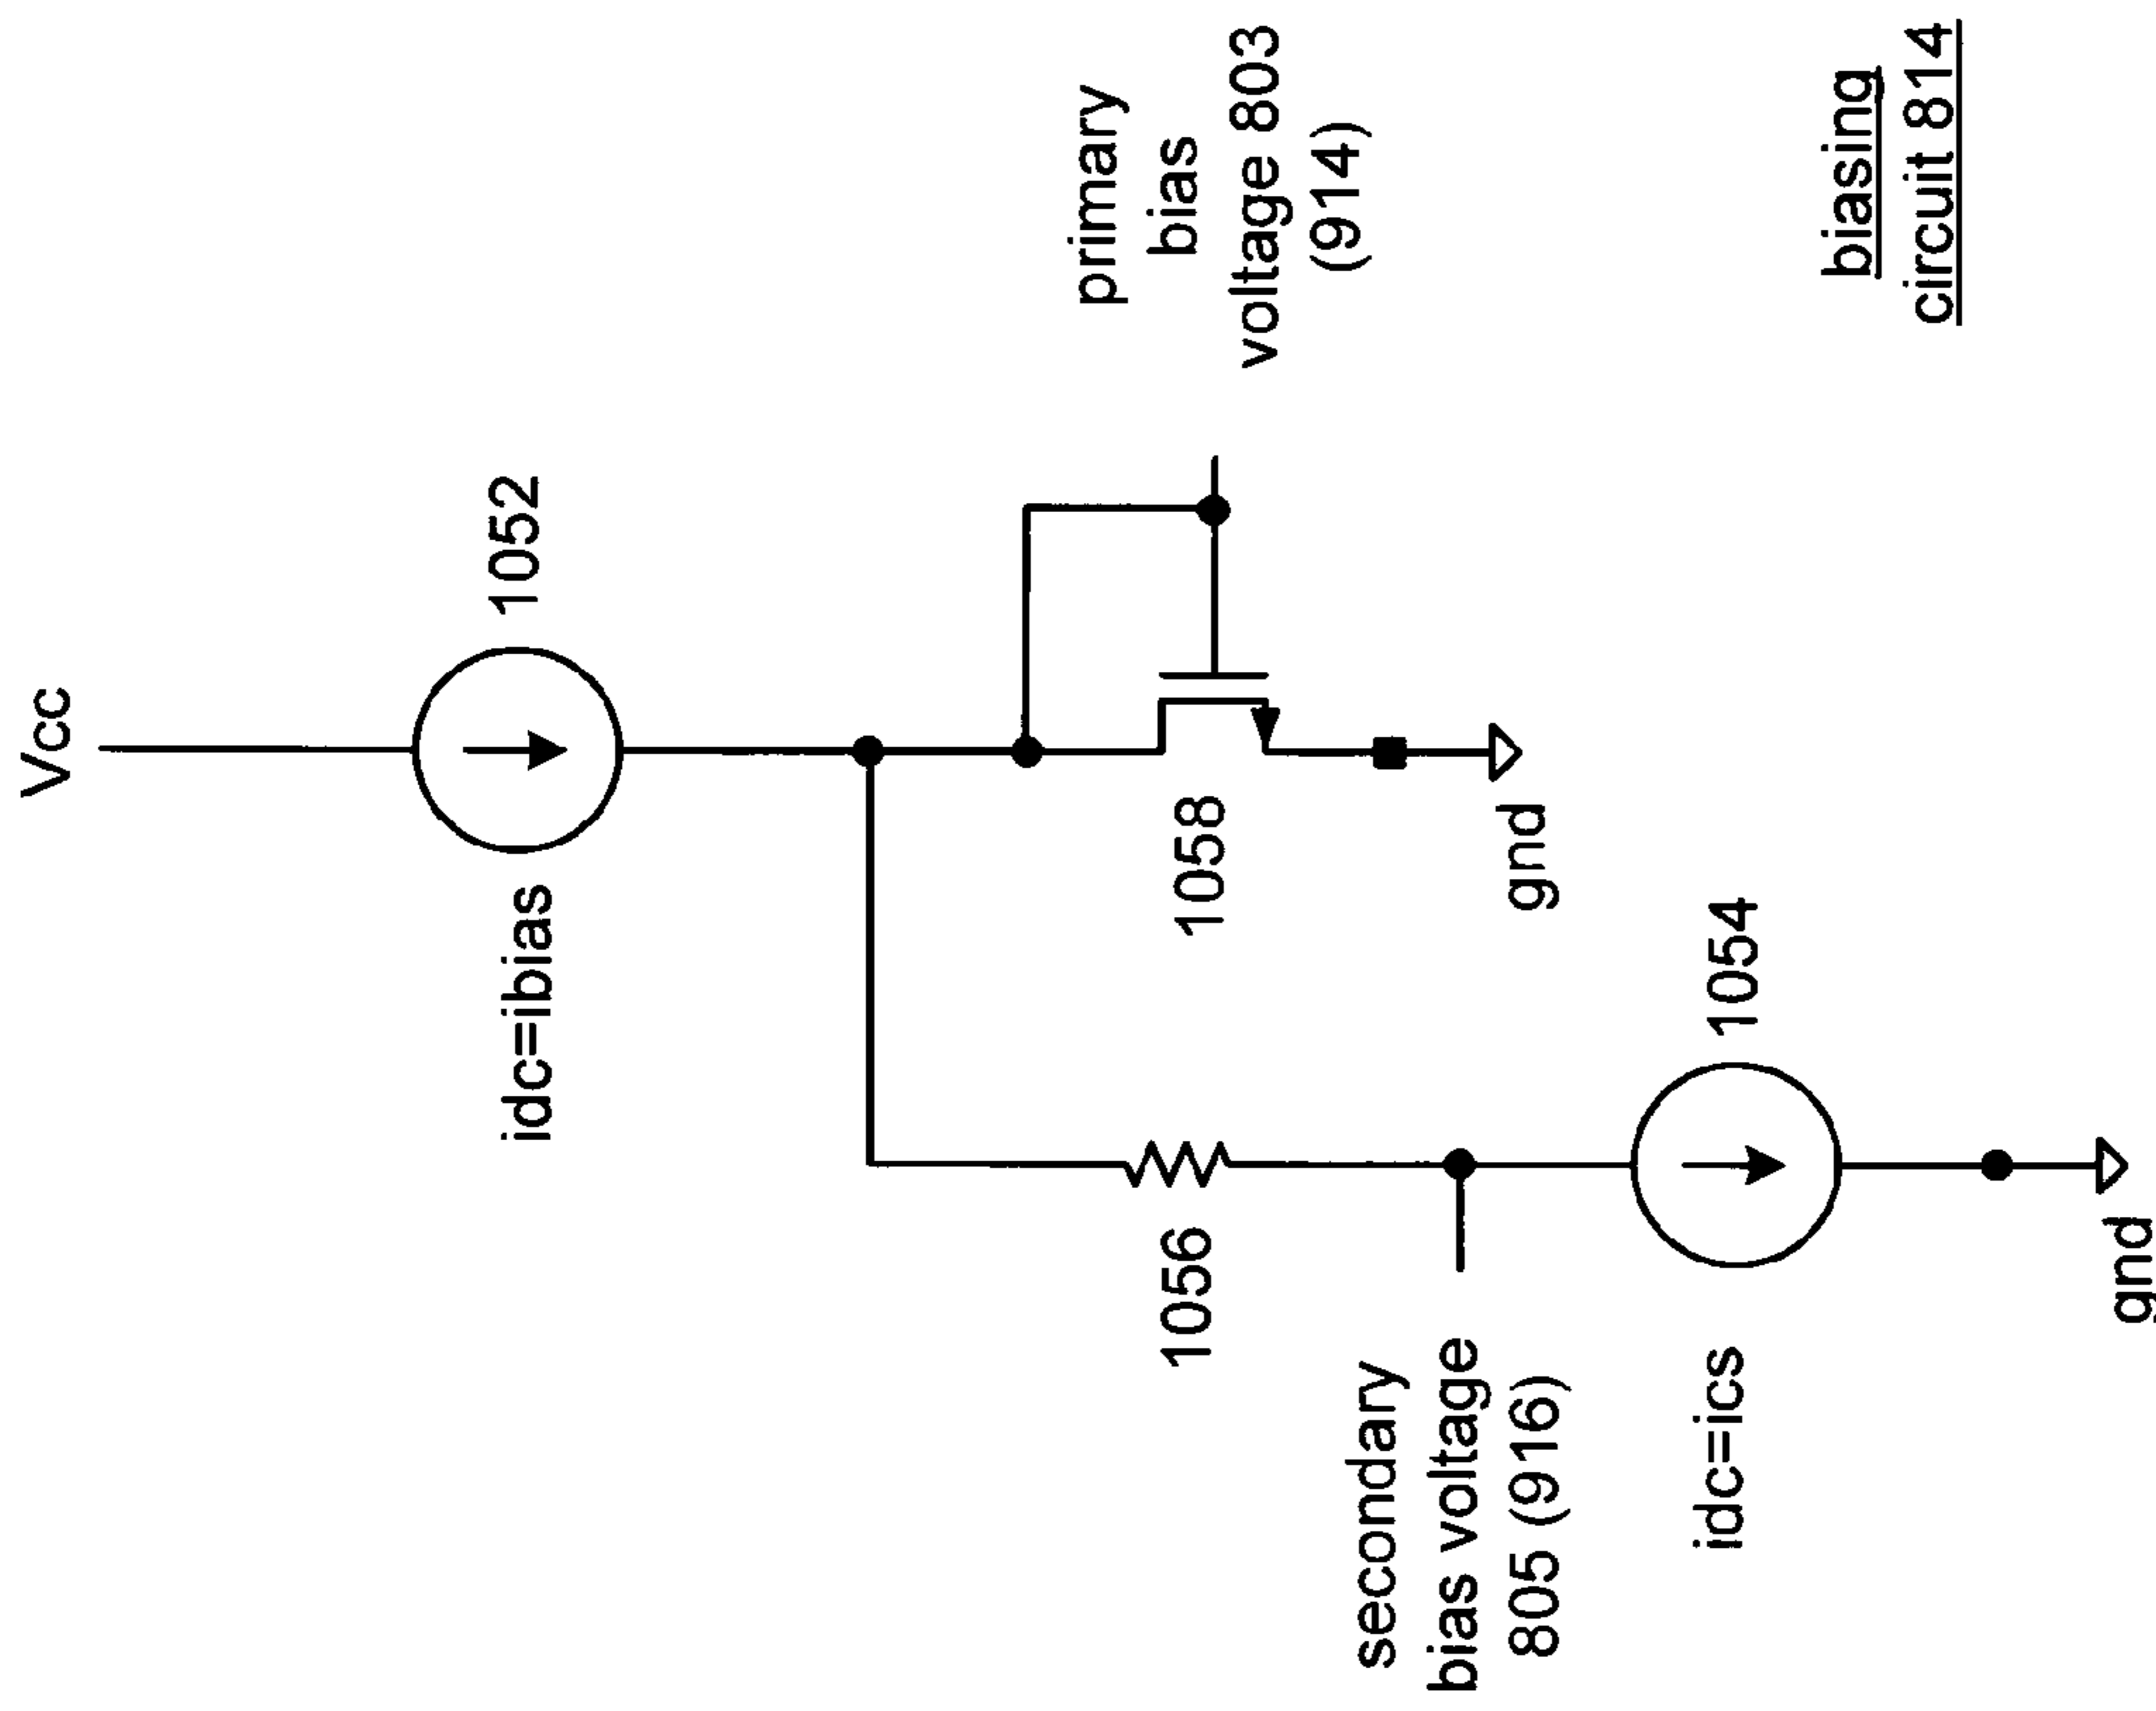 Vcc
idc=ibias
1052
primary
bias
voltage 803
(914)
1058
gnd
1056
secondary
bias voltage
805 (916)
idc=ics
1054
gnd
biasing
circuit 814